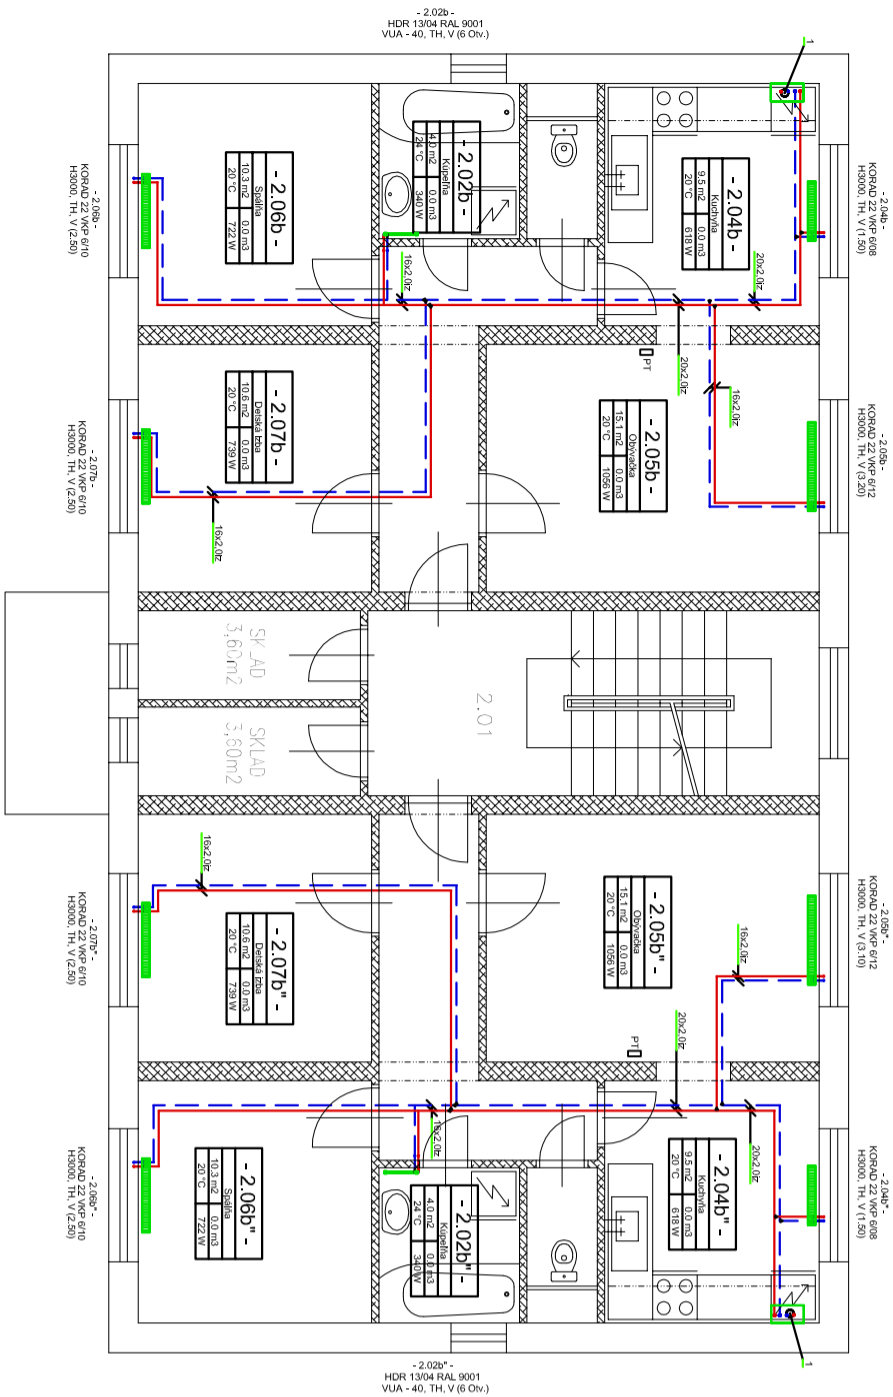 - 2.02b -
HDR 13/04 RAL 9001
VUA - 40, TH, V (6 Otv.)
1
- 2.04b -
KORAD 22 VKP 6/08
H3000, TH, V (1.50)
- 2.06b -
KORAD 22 VKP 6/10
H3000, TH, V (2.50)
- 2.06b -
Spálňa
10.3 m2 0.0 m3
20 °C 722 W
- 2.02b -
Kúpeľňa
4.0 m2 0.0 m3
24 °C 340 W
- 2.04b -
Kuchyňa
9.5 m2 0.0 m3
20 °C 618 W
16x2.0iz
20x2.0iz
20x2.0iz
16x2.0iz
PT
- 2.07b -
Detská izba
10.6 m2 0.0 m3
20 °C 739 W
- 2.05b -
Obývačka
15.1 m2 0.0 m3
20 °C 1056 W
- 2.07b -
KORAD 22 VKP 6/10
H3000, TH, V (2.50)
- 2.05b -
KORAD 22 VKP 6/12
H3000, TH, V (3.20)
16x2.0iz
SKLAD
3,60m2
SKLAD
3,60m2
2.01
16x2.0iz
- 2.07b" -
KORAD 22 VKP 6/10
H3000, TH, V (2.50)
- 2.07b" -
Detská izba
10.6 m2 0.0 m3
20 °C 739 W
- 2.05b" -
Obývačka
15.1 m2 0.0 m3
20 °C 1056 W
- 2.05b" -
KORAD 22 VKP 6/12
H3000, TH, V (3.10)
16x2.0iz
20x2.0iz
PT
16x2.0iz
20x2.0iz
- 2.06b" -
KORAD 22 VKP 6/10
H3000, TH, V (2.50)
- 2.06b" -
Spálňa
10.3 m2 0.0 m3
20 °C 722 W
- 2.02b" -
Kúpeľňa
4.0 m2 0.0 m3
24 °C 340 W
- 2.04b" -
Kuchyňa
9.5 m2 0.0 m3
20 °C 618 W
- 2.04b" -
KORAD 22 VKP 6/08
H3000, TH, V (1.50)
1
- 2.02b" -
HDR 13/04 RAL 9001
VUA - 40, TH, V (6 Otv.)